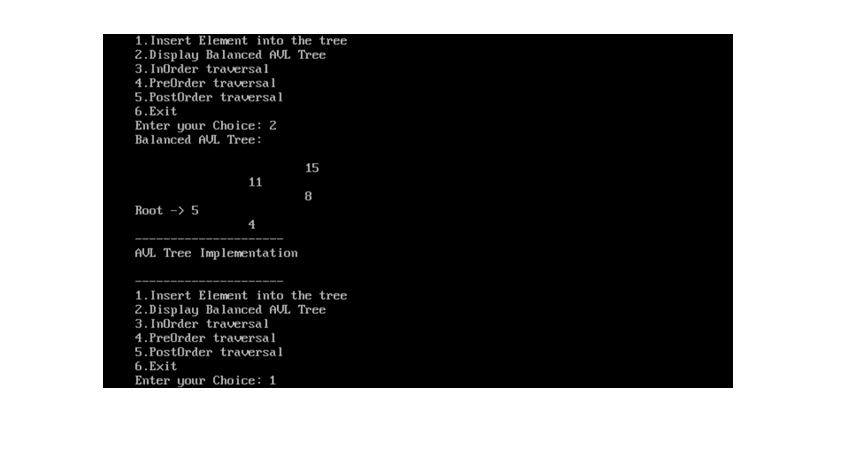 1.Insert Element into the tree
2.Display Balanced AVL Tree
3.InOrder traversal
4.PreOrder traversal
5.PostOrder traversal
6.Exit
Enter your Choice: 2
Balanced AVL Tree:
15
11
8
Root -> 5
4
---------------------
AVL Tree Implementation
---------------------
1.Insert Element into the tree
2.Display Balanced AVL Tree
3.InOrder traversal
4.PreOrder traversal
5.PostOrder traversal
6.Exit
Enter your Choice: 1